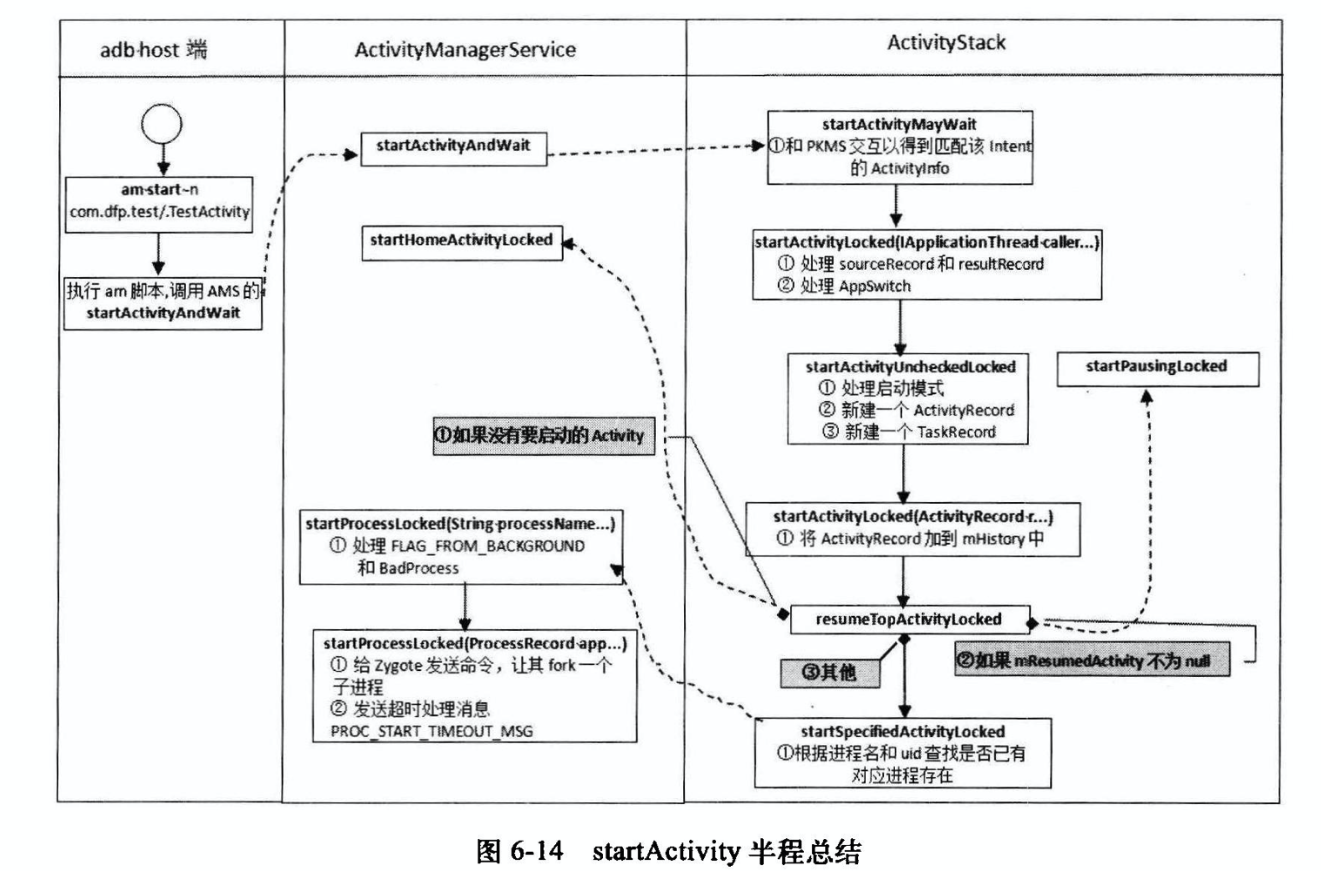 adb·host 端
ActivityManagerService
ActivityStack
am·start·-n
com.dfp.test/.TestActivity
执行 am 脚本,调用 AMS 的
startActivityAndWait
startActivityAndWait
startHomeActivityLocked
①如果没有要启动的 Activity
startProcessLocked(String·processName...)
① 处理 FLAG_FROM_BACKGROUND
和 BadProcess
startProcessLocked(ProcessRecord·app...)
① 给 Zygote 发送命令，让其 fork 一个
子进程
② 发送超时处理消息
PROC_START_TIMEOUT_MSG
startActivityMayWait
①和 PKMS 交互以得到匹配该 Intent
的 ActivityInfo
startActivityLocked(IApplicationThread·caller...)
① 处理 sourceRecord 和 resultRecord
② 处理 AppSwitch
startActivityUncheckedLocked
① 处理启动模式
② 新建一个 ActivityRecord
③ 新建一个 TaskRecord
startPausingLocked
startActivityLocked(ActivityRecord·r...)
① 将 ActivityRecord 加到 mHistory 中
resumeTopActivityLocked
③其他
②如果 mResumedActivity 不为 null
startSpecifiedActivityLocked
①根据进程名和 uid 查找是否已有
对应进程存在
图 6-14 startActivity 半程总结